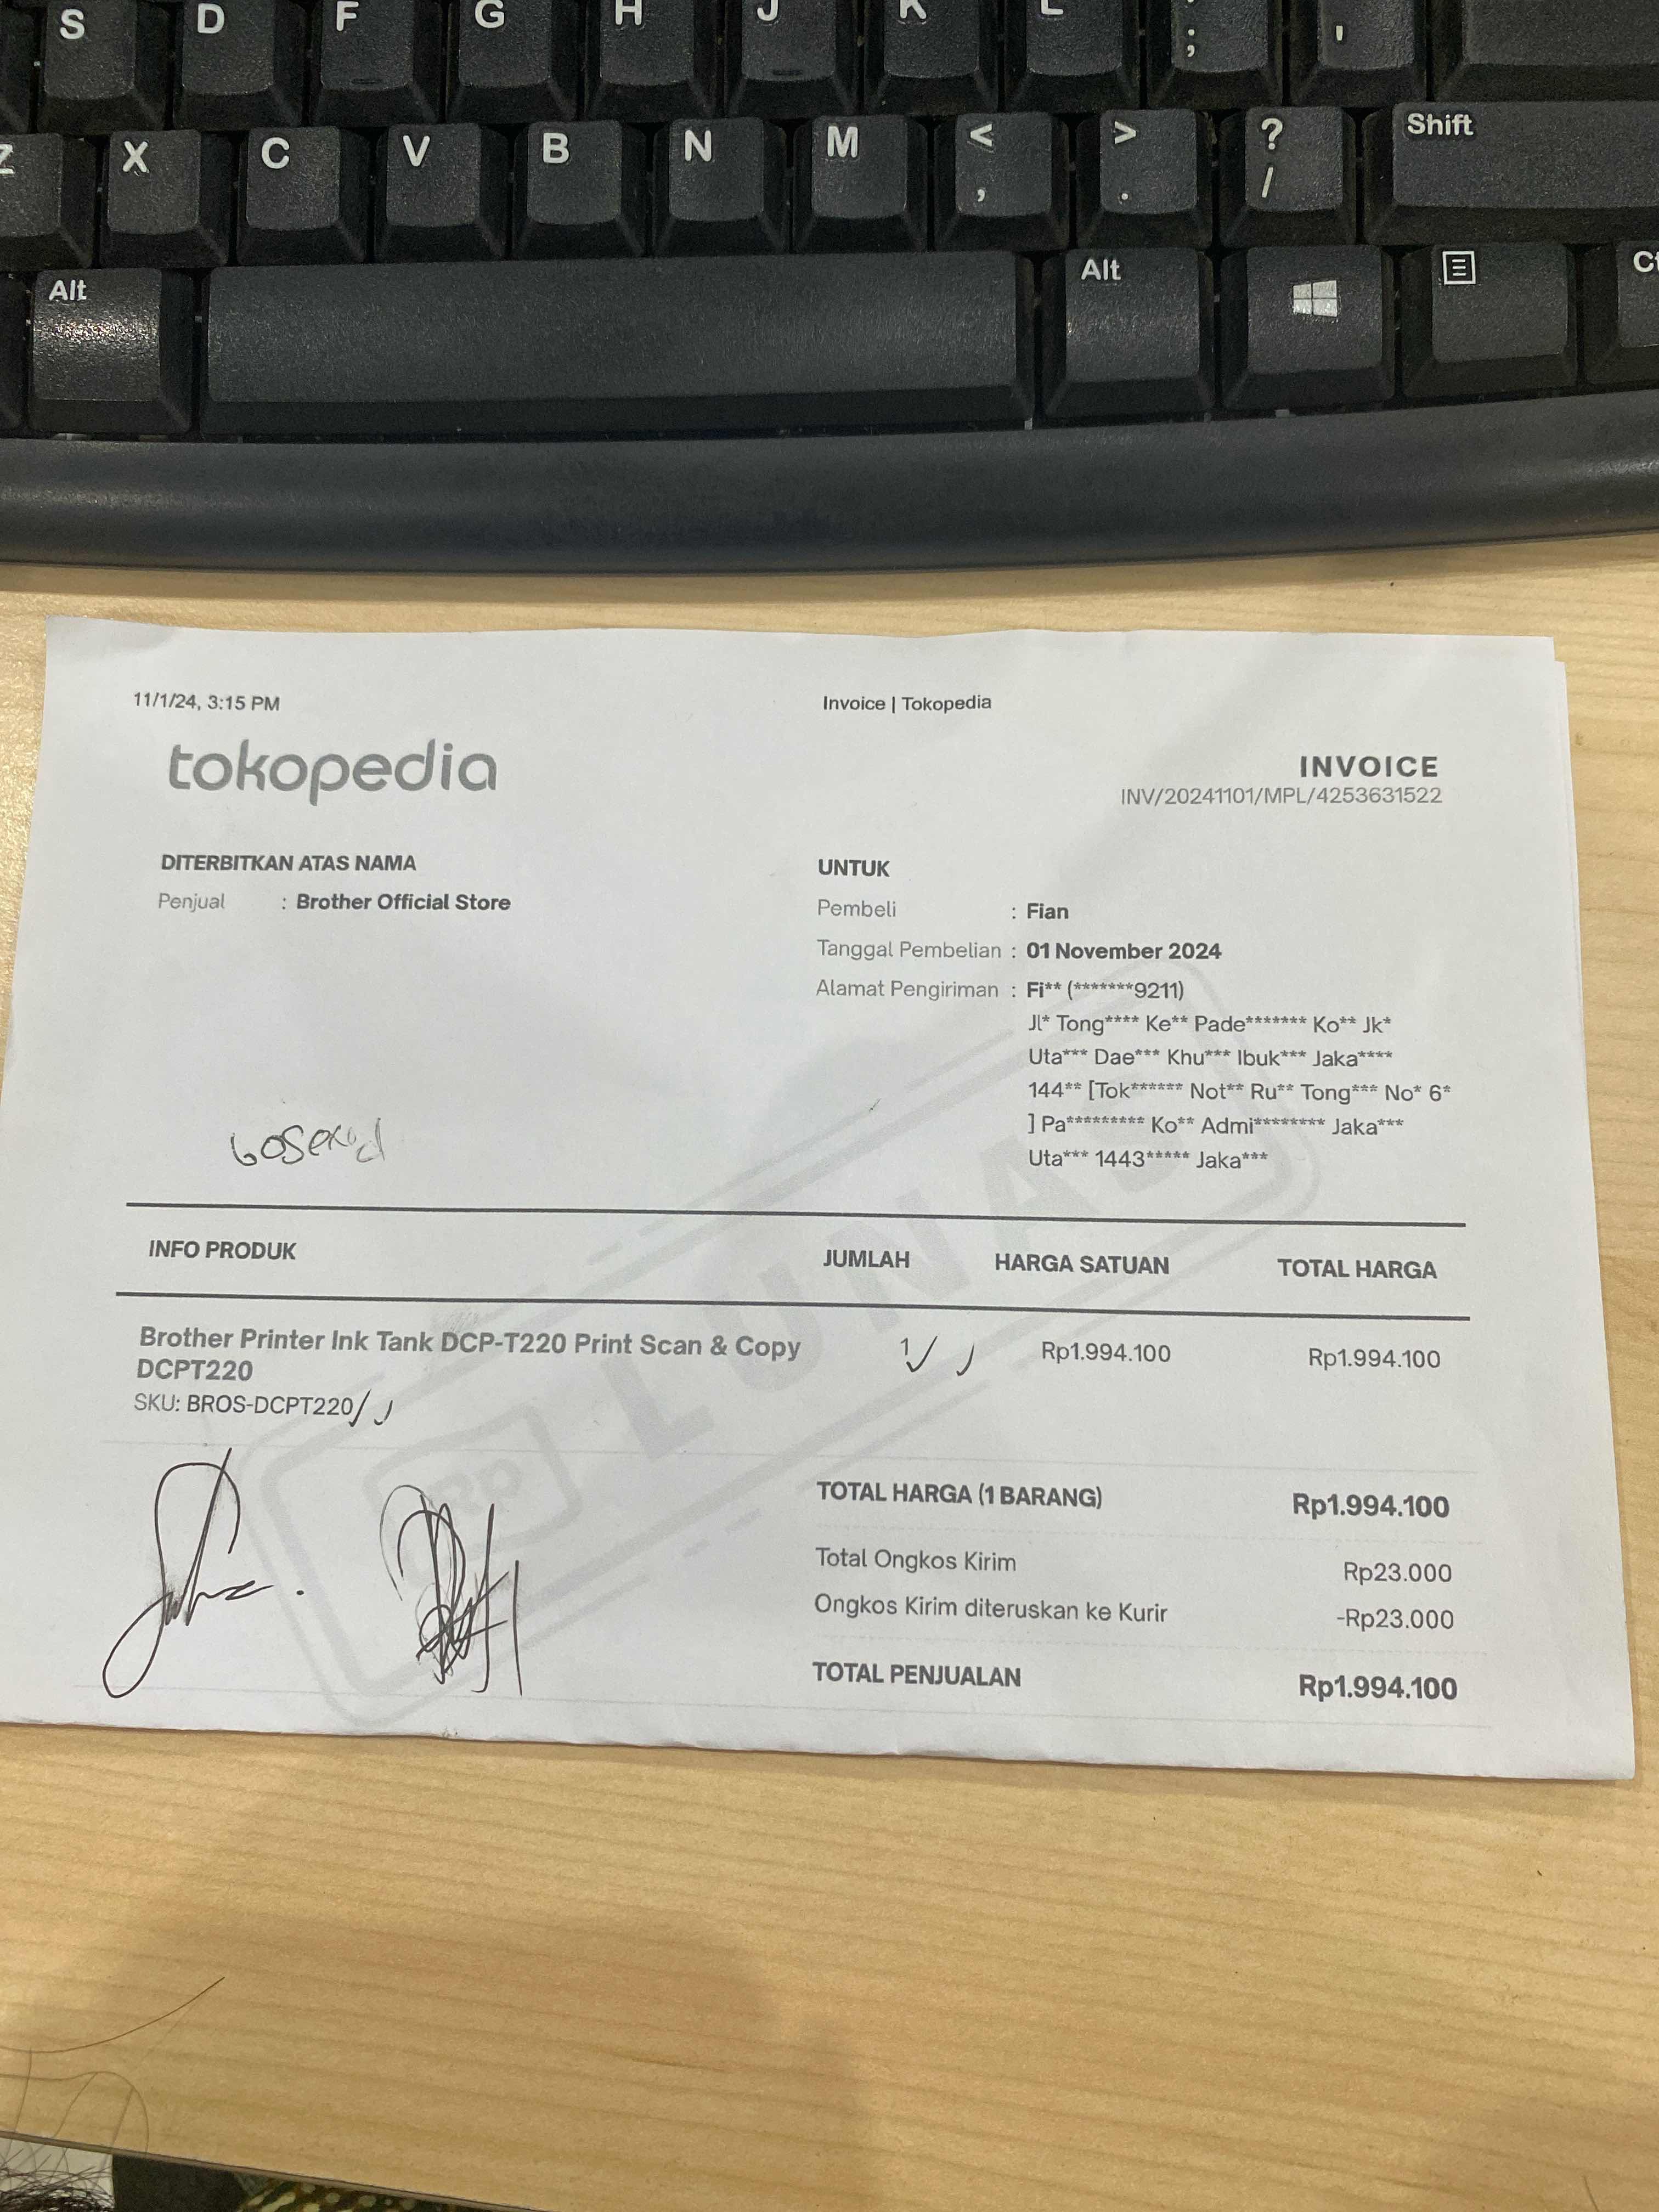 S D F G H J K L ; '
Z X C V B N M < , > . ? / Shift
Alt Alt
11/1/24, 3:15 PM
Invoice | Tokopedia
tokopedia
INVOICE
INV/20241101/MPL/4253631522
DITERBITKAN ATAS NAMA
Penjual : Brother Official Store
UNTUK
Pembeli : Fian
Tanggal Pembelian : 01 November 2024
Alamat Pengiriman : Fi** (*******9211)
Jl* Tong**** Ke** Pade******* Ko** Jk*
Uta*** Dae*** Khu*** Ibuk*** Jaka****
144** [Tok****** Not** Ru** Tong*** No* 6*
] Pa********* Ko** Admi******** Jaka***
Uta*** 1443***** Jaka***
INFO PRODUK JUMLAH HARGA SATUAN TOTAL HARGA
Brother Printer Ink Tank DCP-T220 Print Scan & Copy 1 Rp1.994.100 Rp1.994.100
DCPT220
SKU: BROS-DCPT220
LUNAS
Rp
TOTAL HARGA (1 BARANG) Rp1.994.100
Total Ongkos Kirim Rp23.000
Ongkos Kirim diteruskan ke Kurir -Rp23.000
TOTAL PENJUALAN Rp1.994.100